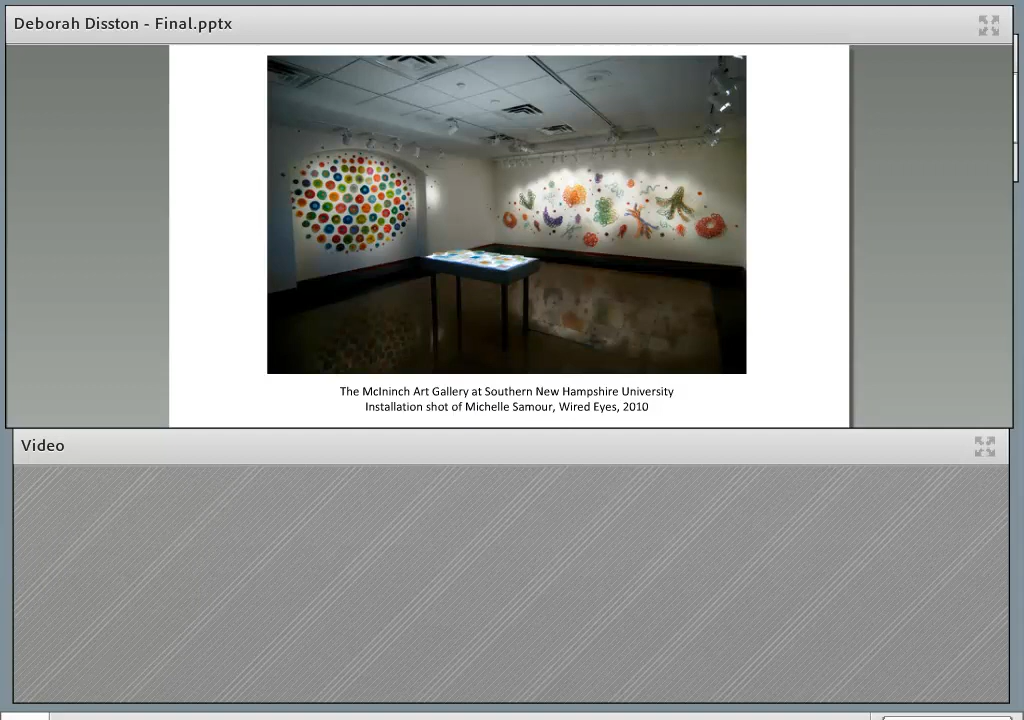 Deborah Disston - Final.pptx
The McIninch Art Gallery at Southern New Hampshire University
Installation shot of Michelle Samour, Wired Eyes, 2010
Video